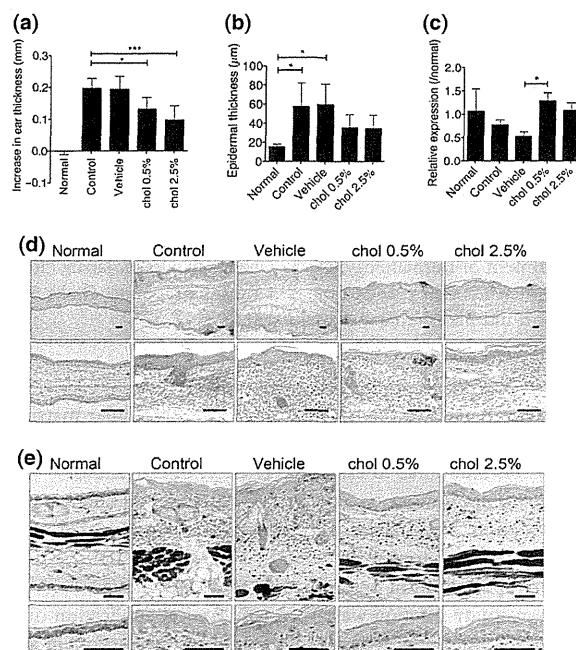 (a)
Increase in ear thickness (mm)
0.3
0.2
0.1
0.0
−0.1
***
*
Normal
Control
Vehicle
chol 0.5%
chol 2.5%
(b)
Epidermal thickness (μm)
100
80
60
40
20
0
*
*
Normal
Control
Vehicle
chol 0.5%
chol 2.5%
(c)
Relative expression (/normal)
2.0
1.5
1.0
0.5
0.0
*
Normal
Control
Vehicle
chol 0.5%
chol 2.5%
(d)
Normal Control Vehicle chol 0.5% chol 2.5%
(e)
Normal Control Vehicle chol 0.5% chol 2.5%